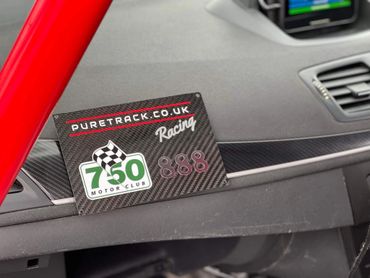 PURETRACK.CO.UK
Racing
750
MOTOR CLUB
888